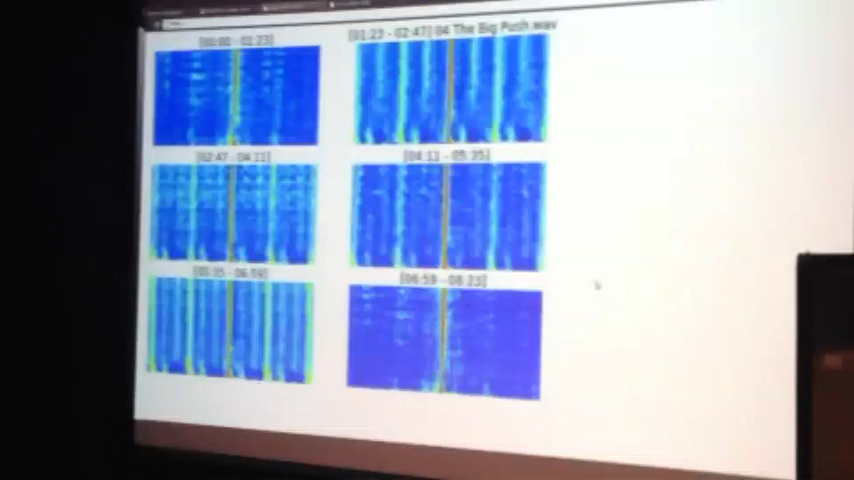 [00:00 - 01:23]
[01:23 - 02:47] 04 The Big Push wav
[02:47 - 04:11]
[04:11 - 05:35]
[05:35 - 06:59]
[06:59 - 08:23]